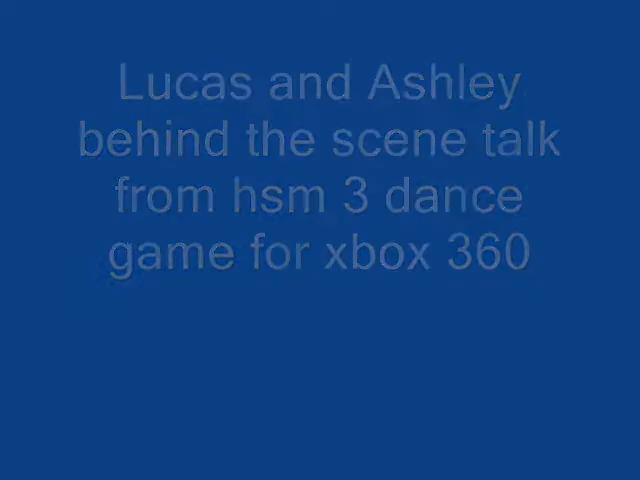 Lucas and Ashley
behind the scene talk
from hsm 3 dance
game for xbox 360